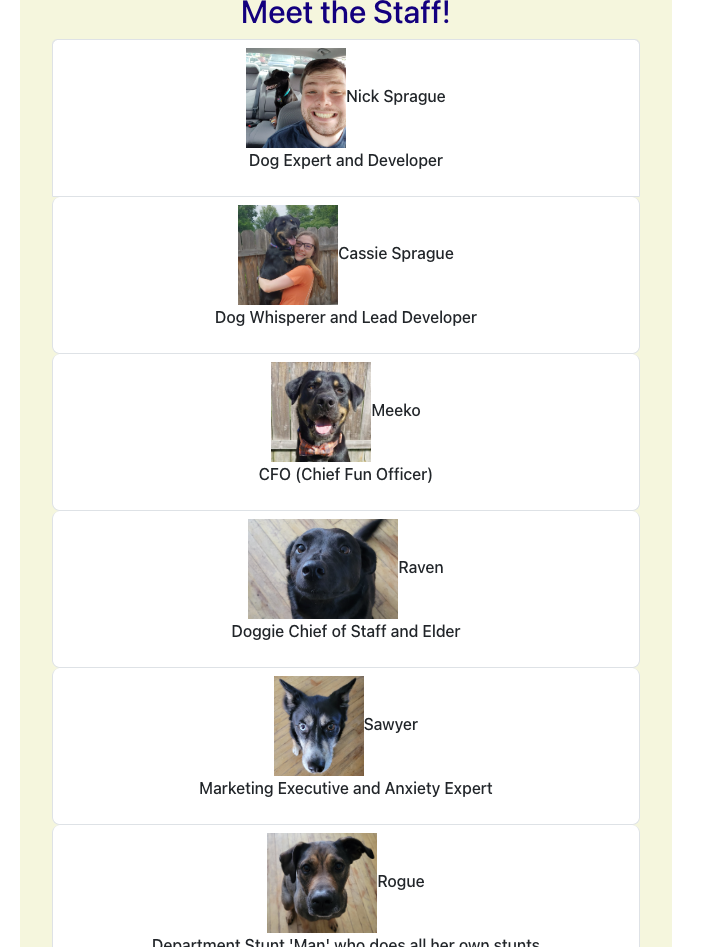 Meet the Staff!
Nick Sprague
Dog Expert and Developer
Cassie Sprague
Dog Whisperer and Lead Developer
Meeko
CFO (Chief Fun Officer)
Raven
Doggie Chief of Staff and Elder
Sawyer
Marketing Executive and Anxiety Expert
Rogue
Department Stunt 'Man' who does all her own stunts